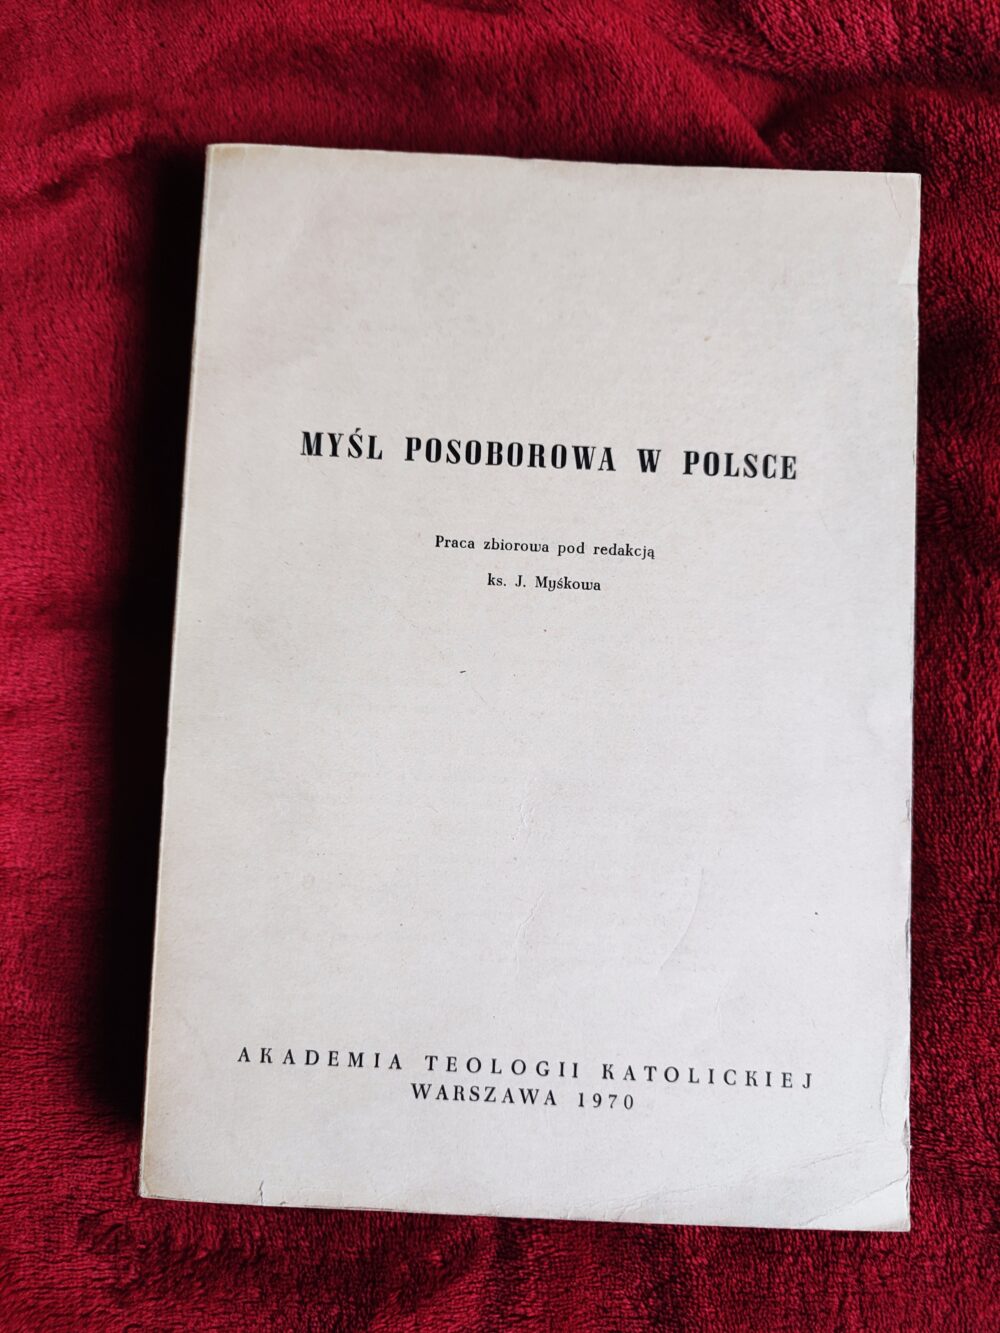 MYŚL POSOBOROWA W POLSCE
Praca zbiorowa pod redakcją
ks. J. Myśkowa
AKADEMIA TEOLOGII KATOLICKIEJ
WARSZAWA 1970